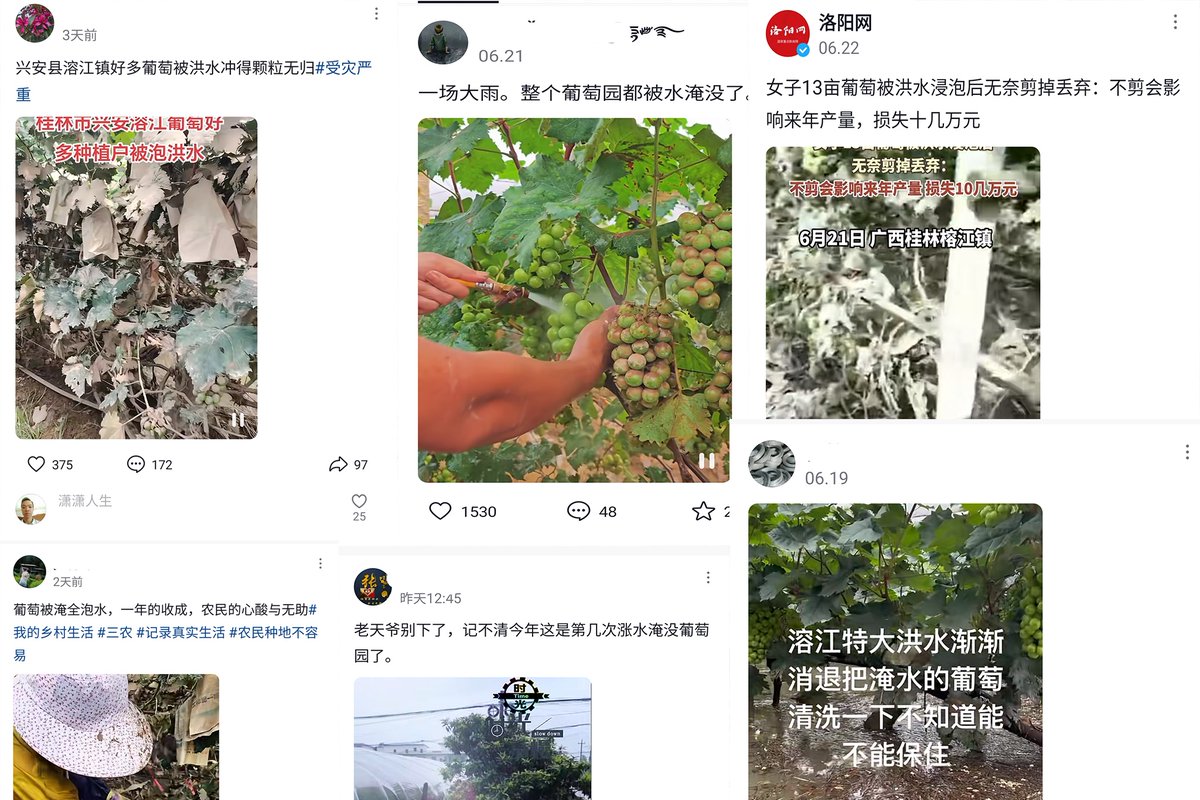 3天前
兴安县溶江镇好多葡萄被洪水冲得颗粒无归#受灾严
重
桂林市兴安溶江葡萄好
多种植户被泡洪水
375
172
97
潇潇人生
25
2天前
葡萄被淹全泡水，一年的收成，农民的心酸与无助#
我的乡村生活 #三农 #记录真实生活 #农民种地不容
易
06.21
一场大雨。整个葡萄园都被水淹没了。
1530
48
2
昨天12:45
老天爷别下了，记不清今年这是第几次涨水淹没葡萄
园了。
时
Time
光
slow down
洛阳网
洛阳网
06.22
女子13亩葡萄被洪水浸泡后无奈剪掉丢弃：不剪会影
响来年产量，损失十几万元
无奈剪掉丢弃：
不剪会影响来年产量 损失10几万元
6月21日 广西桂林榕江镇
06.19
溶江特大洪水渐渐
消退把淹水的葡萄
清洗一下不知道能
不能保住